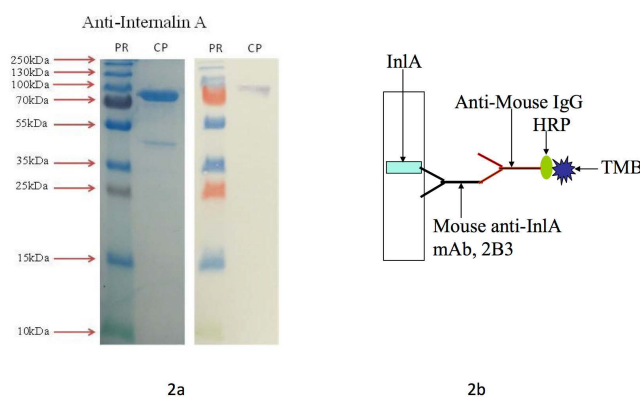 Anti-Internalin A
PR CP PR CP
250kDa
130kDa
100kDa
70kDa
55kDa
35kDa
25kDa
15kDa
10kDa
2a
InlA
Anti-Mouse IgG
HRP
TMB
Mouse anti-InlA
mAb, 2B3
2b